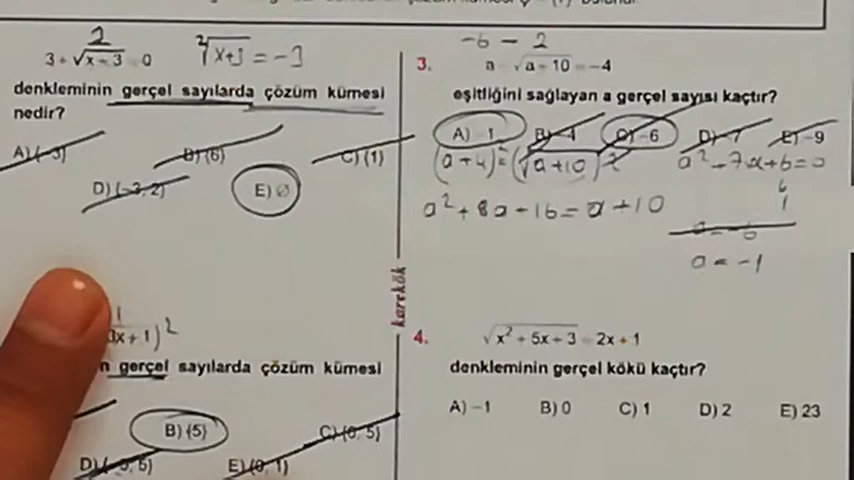 2
3 + √x - 3 = 0
²√x+3 = -3
denkleminin gerçel sayılarda çözüm kümesi
nedir?
A) {-3}
B) {6}
C) {1}
D) {-3, 2}
E) ∅
x + 1)²
gerçel sayılarda çözüm kümesi
B) {5}
karekök
-6 - 2
3.
a - √a + 10 = -4
eşitliğini sağlayan a gerçel sayısı kaçtır?
A) -1
B) -4
C) -6
D) -7
E) -9
(a+4)² = (√a+10)²
a² - 7a + 6 = 0
6
1
a² + 8a + 16 = a + 10
a = -6
a = -1
4.
√x² + 5x + 3 = 2x + 1
denkleminin gerçel kökü kaçtır?
A) -1
B) 0
C) 1
D) 2
E) 23